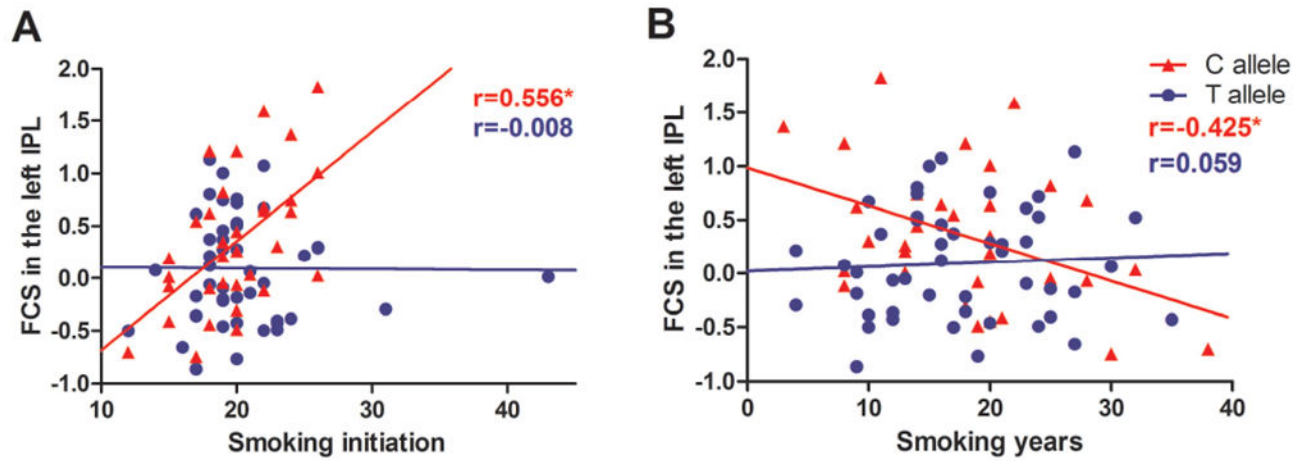 A
FCS in the left IPL
2.0
1.5
1.0
0.5
0.0
-0.5
-1.0
10
20
30
40
Smoking initiation
r=0.556*
r=-0.008
B
FCS in the left IPL
2.0
1.5
1.0
0.5
0.0
-0.5
-1.0
0
10
20
30
40
Smoking years
C allele
T allele
r=-0.425*
r=0.059